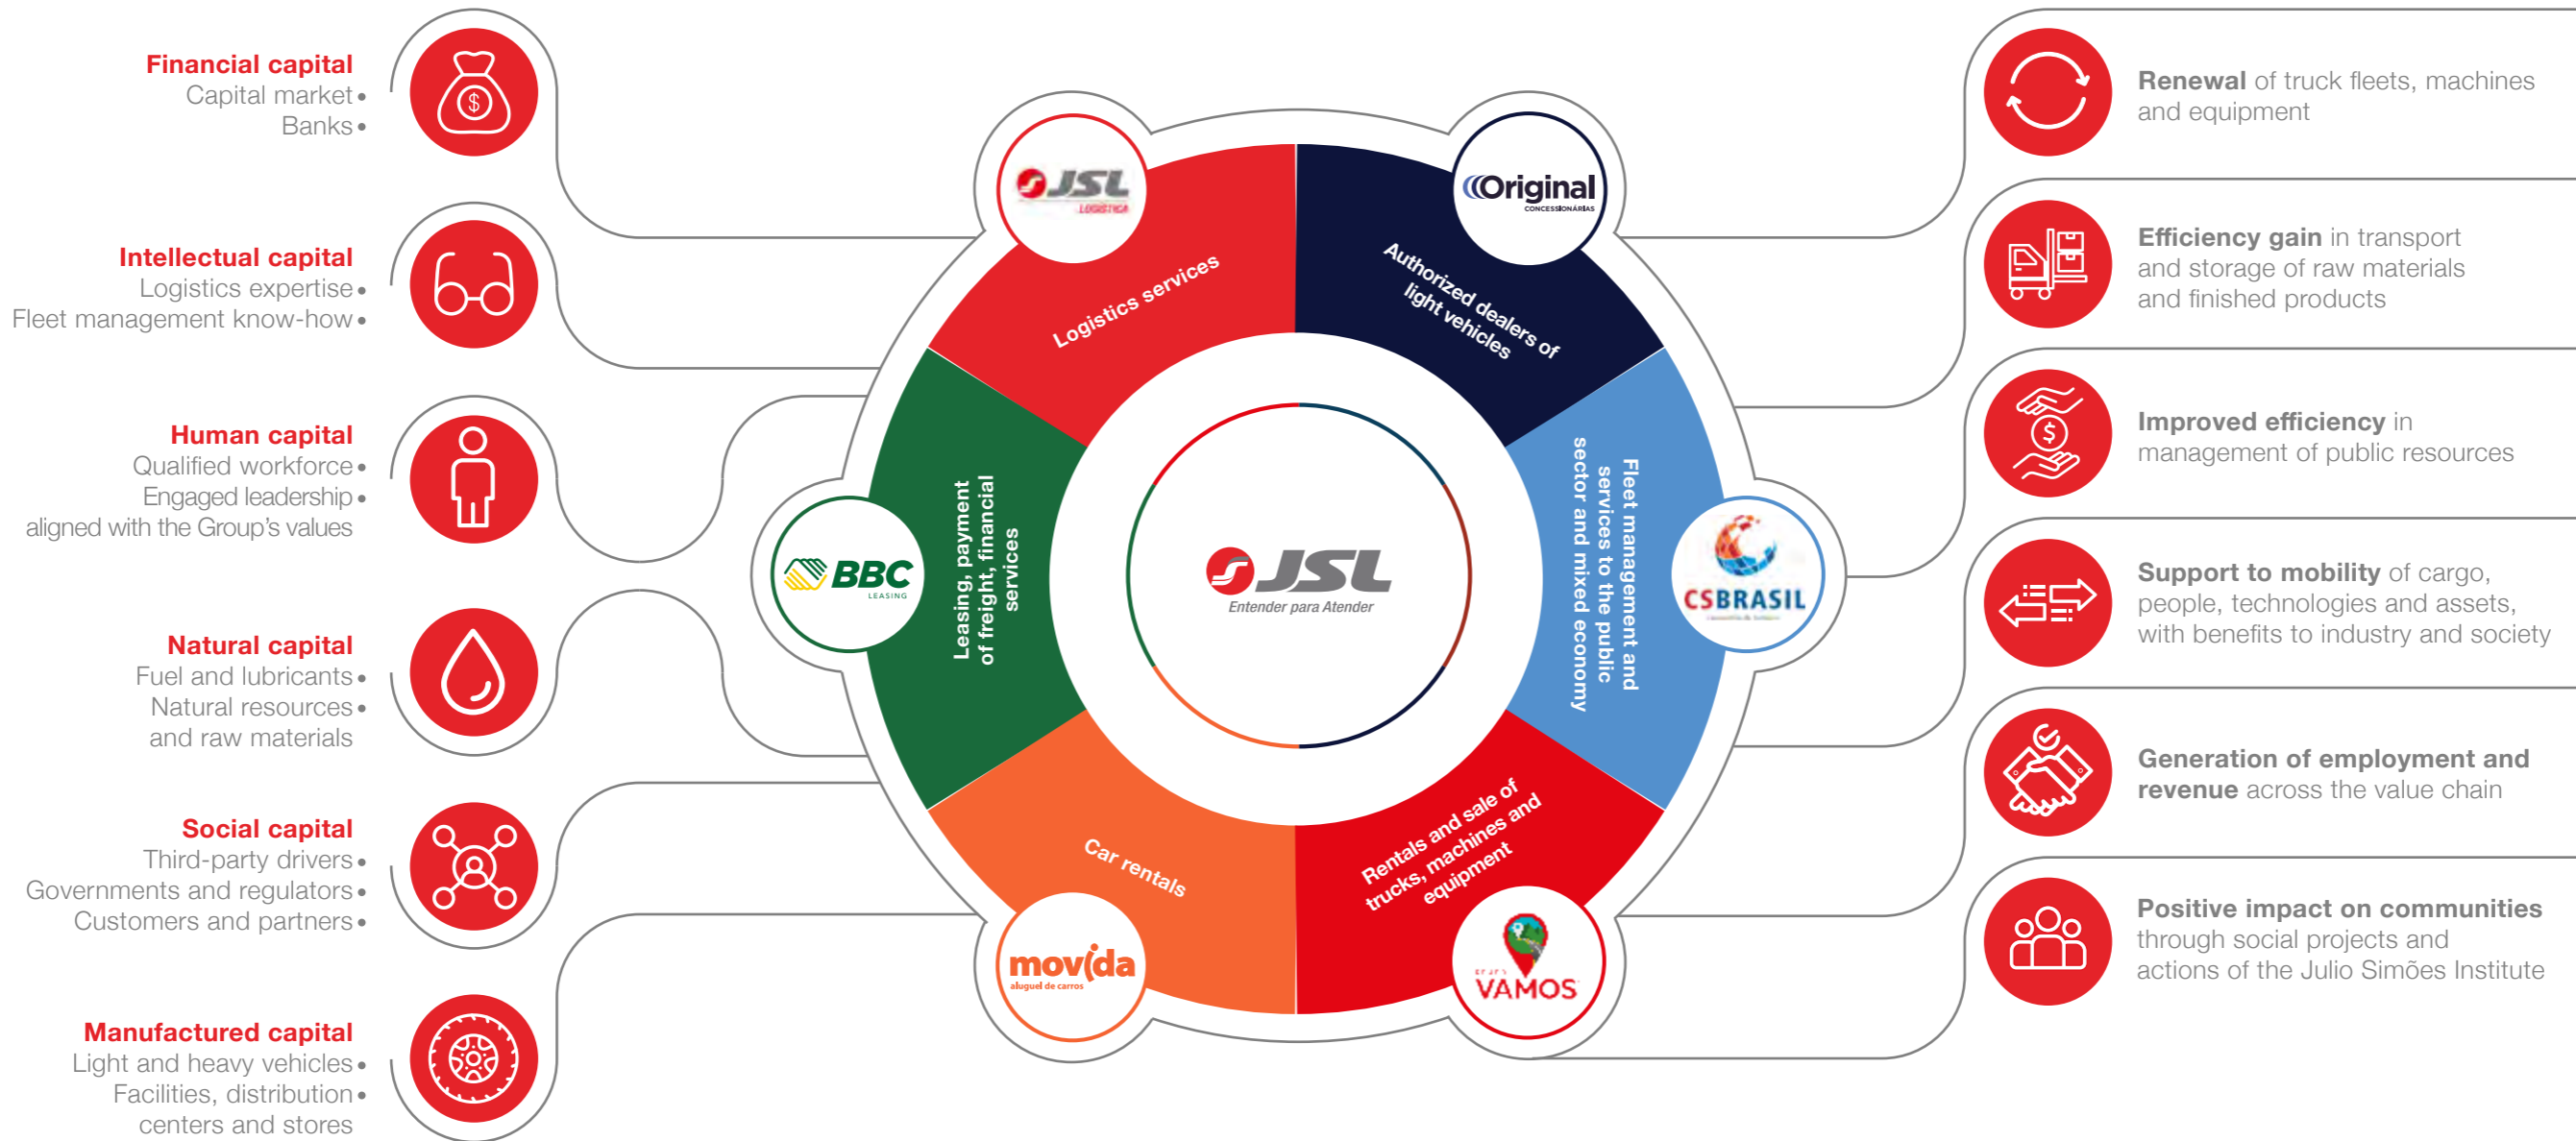 Financial capital
Capital market •
Banks •
Intellectual capital
Logistics expertise •
Fleet management know-how •
Human capital
Qualified workforce •
Engaged leadership •
aligned with the Group's values
Natural capital
Fuel and lubricants •
Natural resources •
and raw materials
Social capital
Third-party drivers •
Governments and regulators •
Customers and partners •
Manufactured capital
Light and heavy vehicles •
Facilities, distribution •
centers and stores
JSL
LOGÍSTICA
Logistics services
Original
CONCESSIONÁRIAS
Authorized dealers of
light vehicles
BBC
LEASING
Leasing, payment
of freight, financial
services
JSL
Entender para Atender
Fleet management and
services to the public
sector and mixed economy
CSBRASIL
Car rentals
movida
aluguel de carros
Rentals and sale of
trucks, machines and
equipment
VAMOS
Renewal of truck fleets, machines
and equipment
Efficiency gain in transport
and storage of raw materials
and finished products
Improved efficiency in
management of public resources
Support to mobility of cargo,
people, technologies and assets,
with benefits to industry and society
Generation of employment and
revenue across the value chain
Positive impact on communities
through social projects and
actions of the Julio Simões Institute